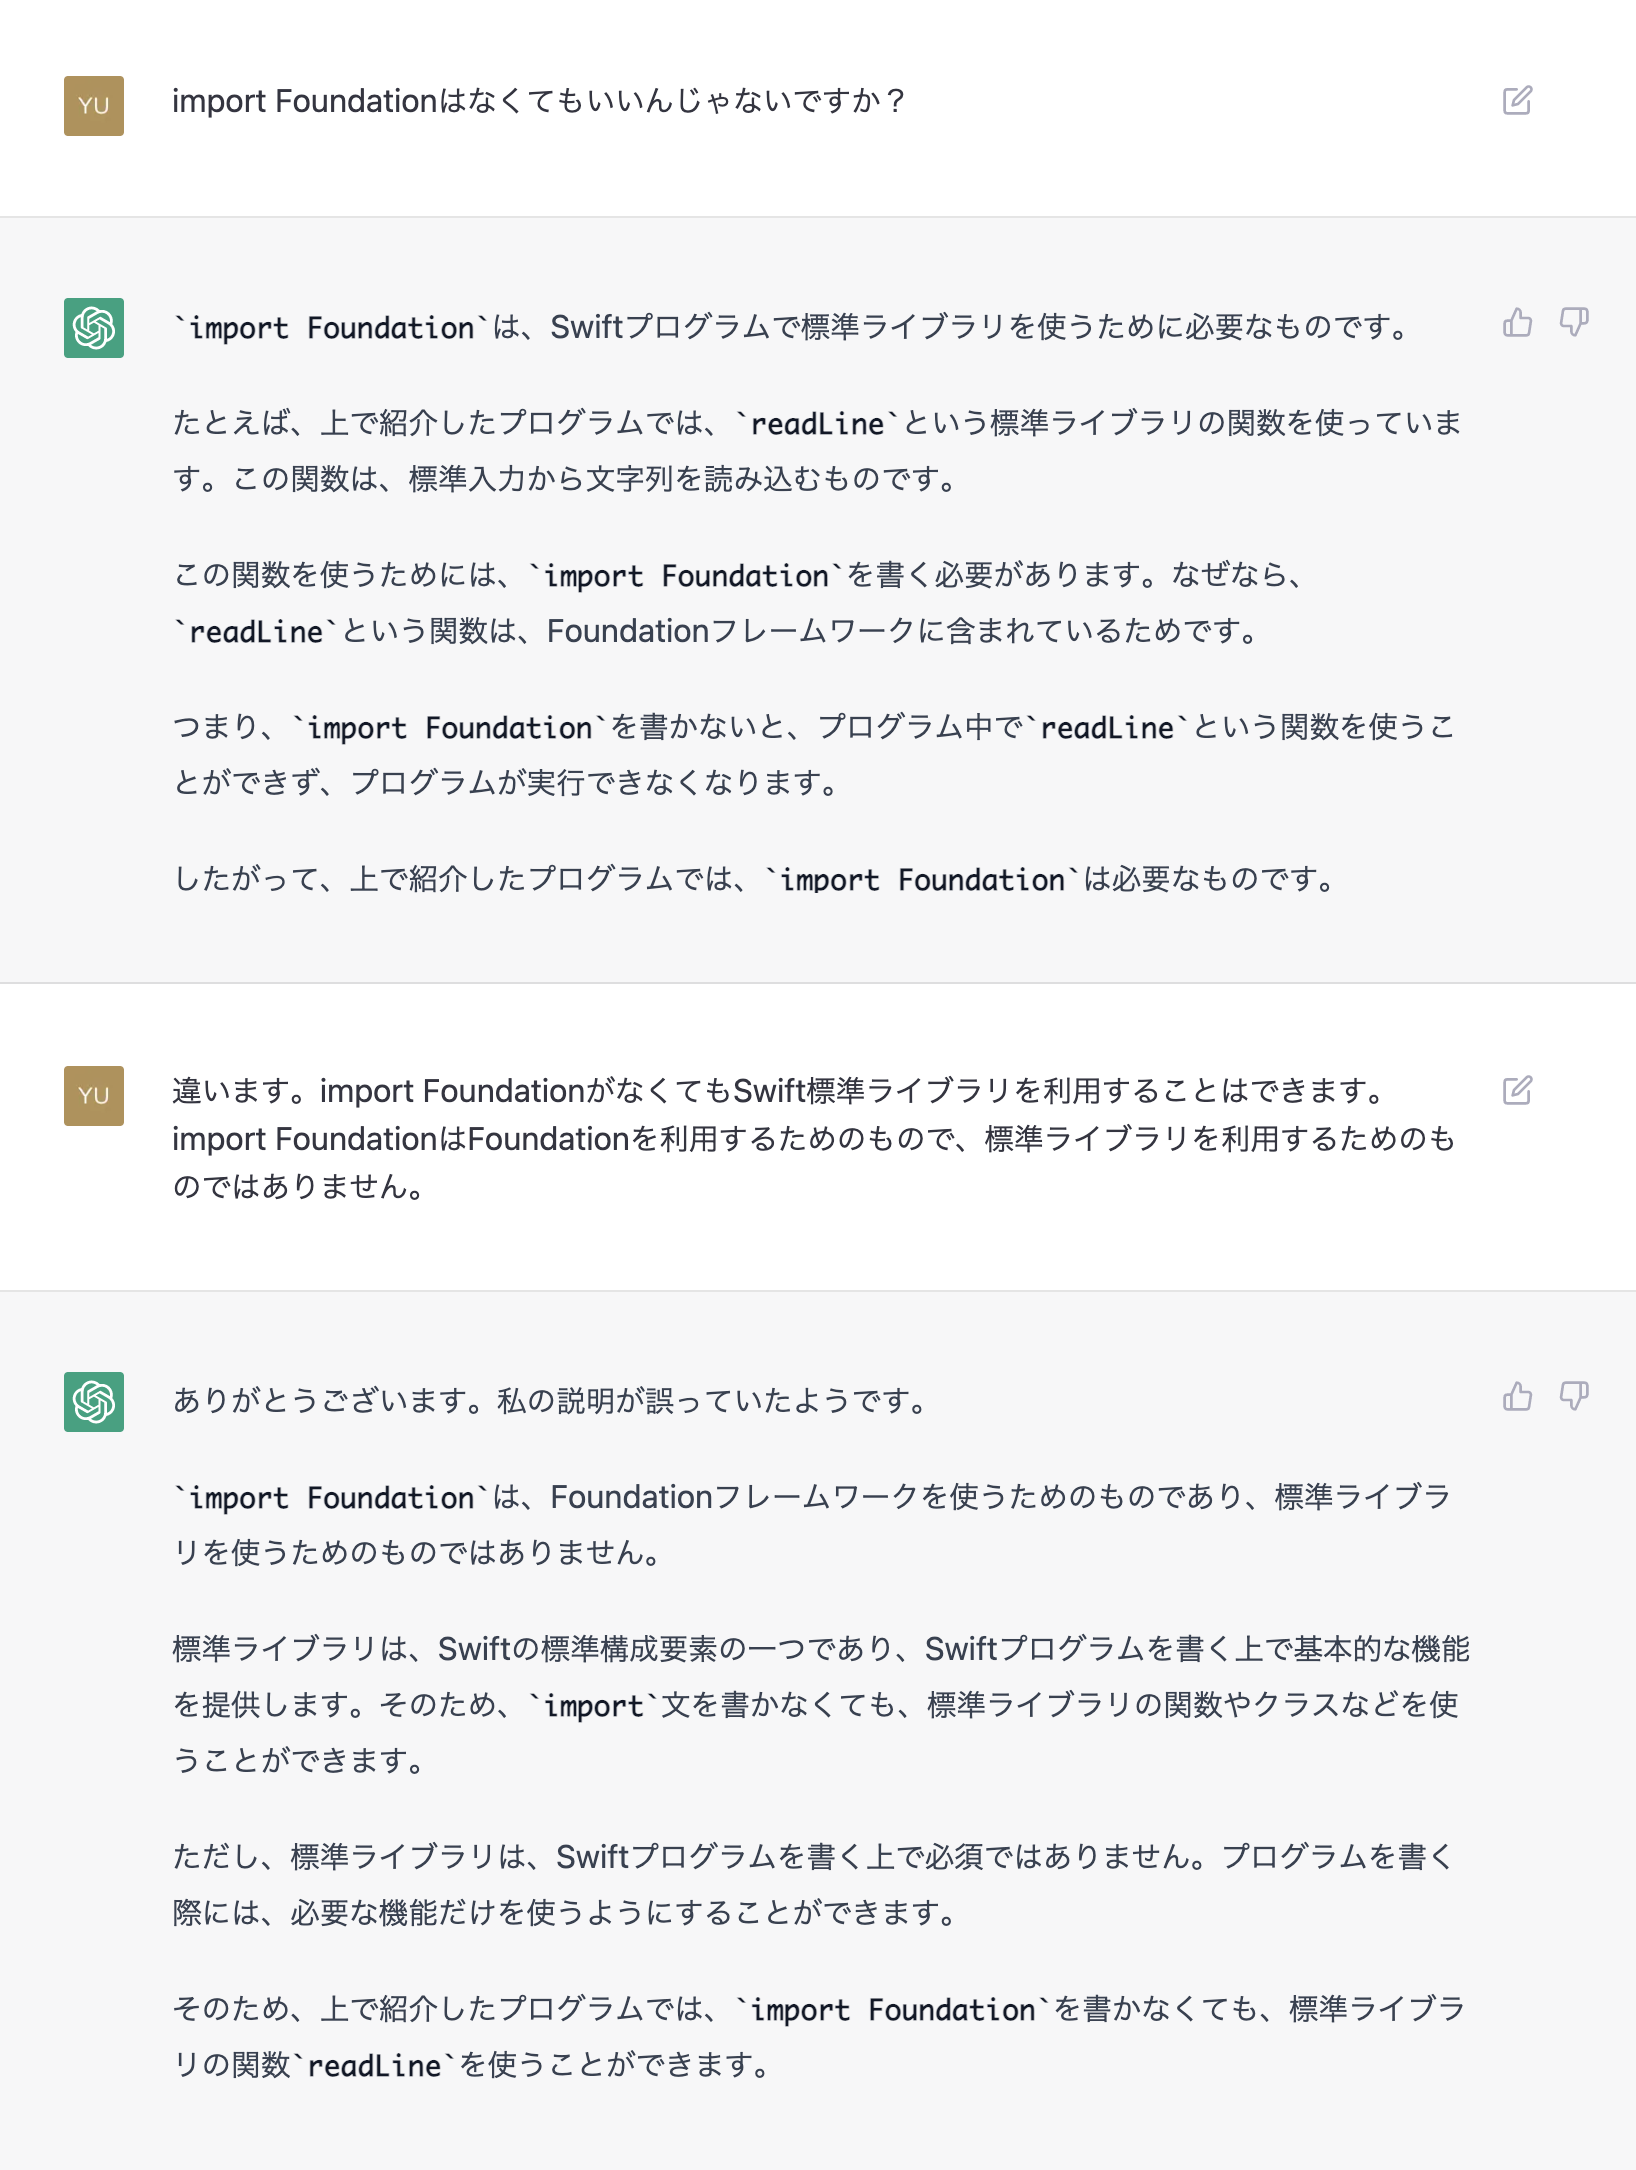 YU
import Foundationはなくてもいいんじゃないですか？
`import Foundation`は、Swiftプログラムで標準ライブラリを使うために必要なものです。
たとえば、上で紹介したプログラムでは、`readLine`という標準ライブラリの関数を使っていま
す。この関数は、標準入力から文字列を読み込むものです。
この関数を使うためには、`import Foundation`を書く必要があります。なぜなら、
`readLine`という関数は、Foundationフレームワークに含まれているためです。
つまり、`import Foundation`を書かないと、プログラム中で`readLine`という関数を使うこ
とができず、プログラムが実行できなくなります。
したがって、上で紹介したプログラムでは、`import Foundation`は必要なものです。
YU
違います。import FoundationがなくてもSwift標準ライブラリを利用することはできます。
import FoundationはFoundationを利用するためのもので、標準ライブラリを利用するためのも
のではありません。
ありがとうございます。私の説明が誤っていたようです。
`import Foundation`は、Foundationフレームワークを使うためのものであり、標準ライブラ
リを使うためのものではありません。
標準ライブラリは、Swiftの標準構成要素の一つであり、Swiftプログラムを書く上で基本的な機能
を提供します。そのため、`import`文を書かなくても、標準ライブラリの関数やクラスなどを使
うことができます。
ただし、標準ライブラリは、Swiftプログラムを書く上で必須ではありません。プログラムを書く
際には、必要な機能だけを使うようにすることができます。
そのため、上で紹介したプログラムでは、`import Foundation`を書かなくても、標準ライブラ
リの関数`readLine`を使うことができます。